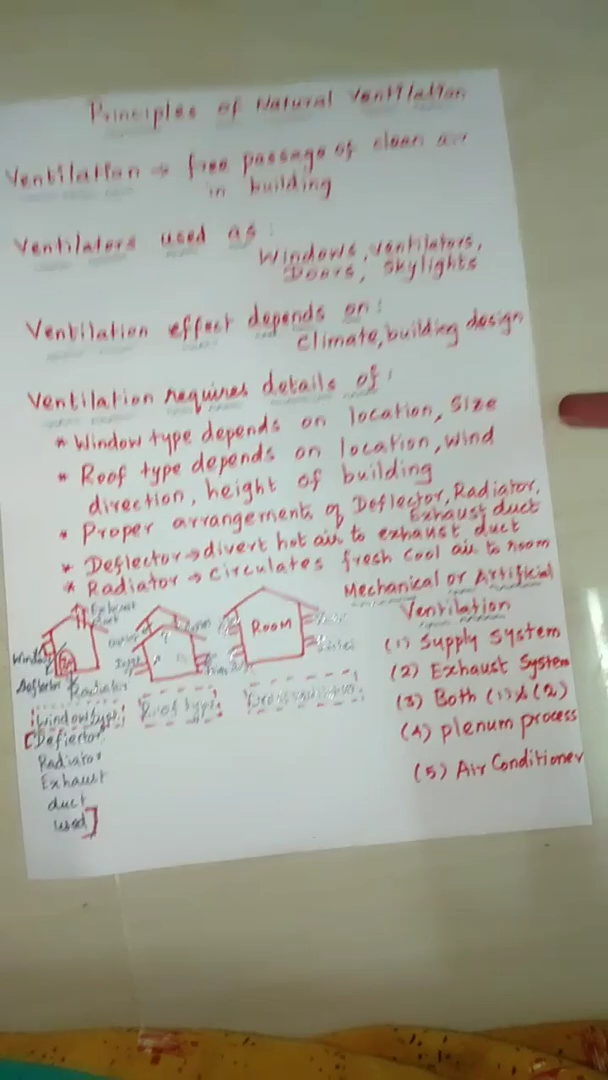 Principles of Natural Ventilation
Ventilation → free passage of clean air
in building
Ventilators used as :
Windows, Ventilators,
Doors, Skylights
Ventilation effect depends on :
Climate, building design
Ventilation requires details of :
* Window type depends on location, Size
* Roof type depends on location, wind
direction, height of building
* Proper arrangements of Deflector, Radiator,
Exhaust duct
* Deflector → divert hot air to exhaust duct
* Radiator → circulates fresh cool air to room
Mechanical or Artificial
Ventilation
(1) Supply System
(2) Exhaust System
(3) Both (1) & (2)
(4) plenum process
(5) Air Conditioner
Exhaust
Window
Deflector
Radiator
ROOM
Window type
Roof type
[Deflector
Radiator
Exhaust
duct
used]